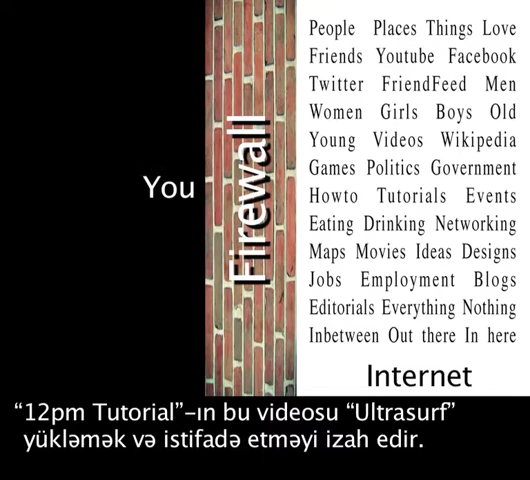 People Places Things Love
Friends Youtube Facebook
Twitter FriendFeed Men
Women Girls Boys Old
Young Videos Wikipedia
Games Politics Government
Howto Tutorials Events
Eating Drinking Networking
Maps Movies Ideas Designs
Jobs Employment Blogs
Editorials Everything Nothing
Inbetween Out there In here
You
Firewall
Internet
“12pm Tutorial”-ın bu videosu “Ultrasurf”
yükləmək və istifadə etməyi izah edir.